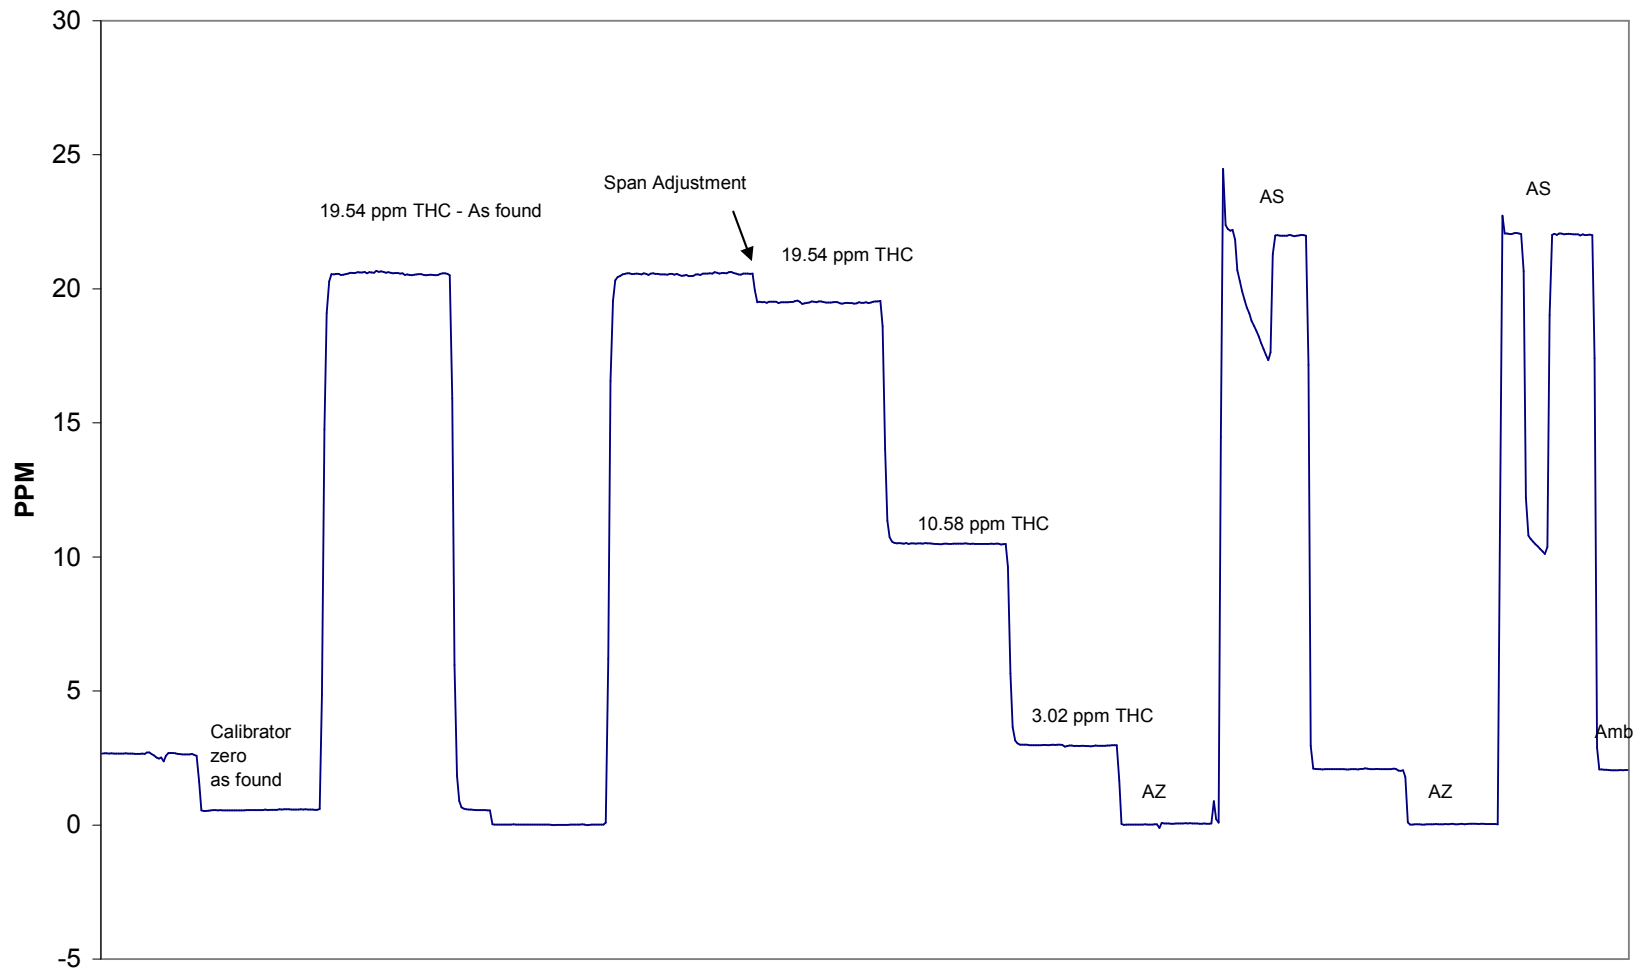 30
25
20
15
10
5
0
-5
PPM
Calibrator
zero
as found
19.54 ppm THC - As found
Span Adjustment
19.54 ppm THC
10.58 ppm THC
3.02 ppm THC
AZ
AS
AZ
AS
Amb